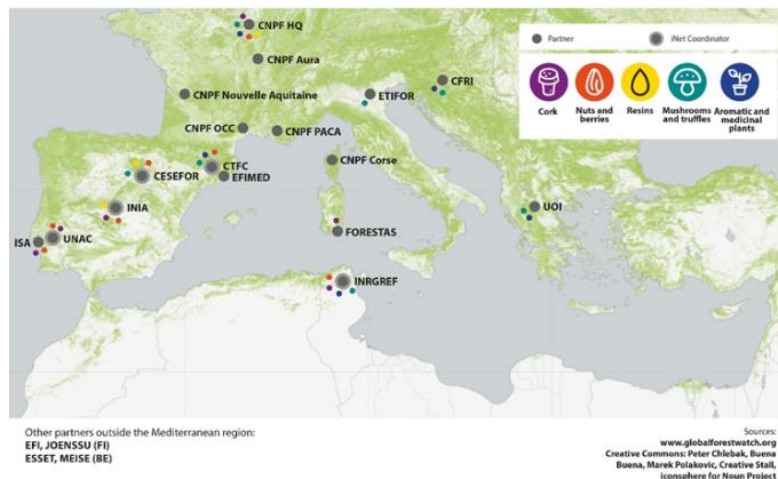 CNPF HQ
CNPF Aura
CNPF Nouvelle Aquitaine
ETIFOR
CFRI
CNPF OCC
CNPF PACA
CTFC
CNPF Corse
CESEFOR
EFIMED
INIA
UOI
ISA
UNAC
FORESTAS
INRGREF
Partner
iNet Coordinator
Cork
Nuts and
berries
Resins
Mushrooms
and truffles
Aromatic and
medicinal
plants
Other partners outside the Mediterranean region:
EFI, JOENSSU (FI)
ESSET, MEISE (BE)
Sources:
www.globalforestwatch.org
Creative Commons: Peter Chlebak, Buena
Buena, Marek Polakovic, Creative Stall,
iconsphere for Noun Project